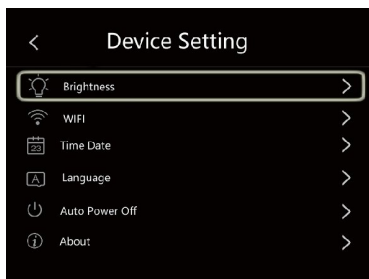 Device Setting
Brightness
WIFI
23
Time Date
A
Language
Auto Power Off
About